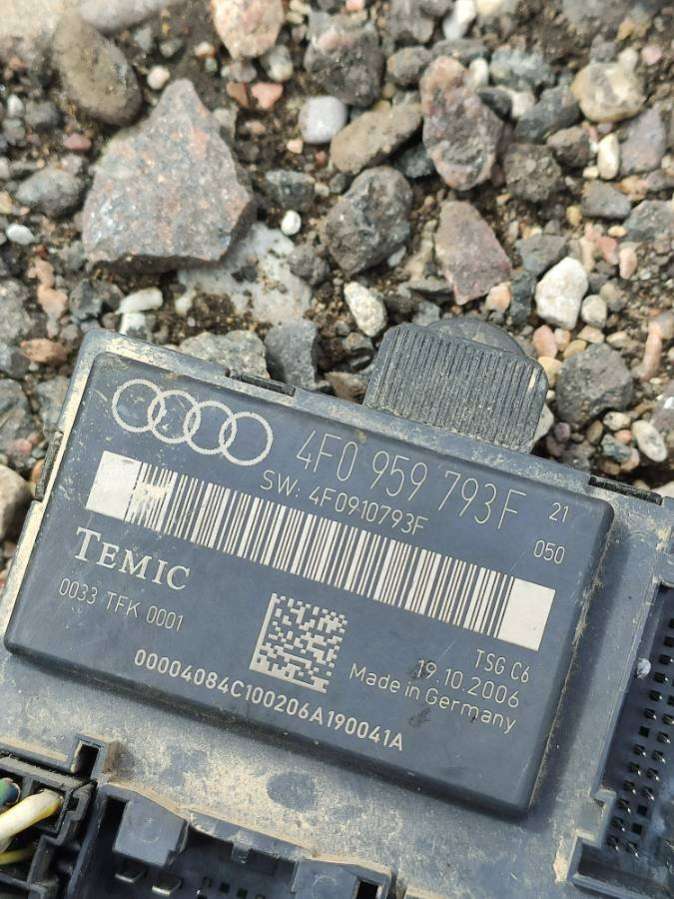 4F0 959 793F 21
SW: 4F0910793F 050
TEMIC
0033 TFK 0001
TSG C6
19.10.2006
Made in Germany
00004084C100206A190041A